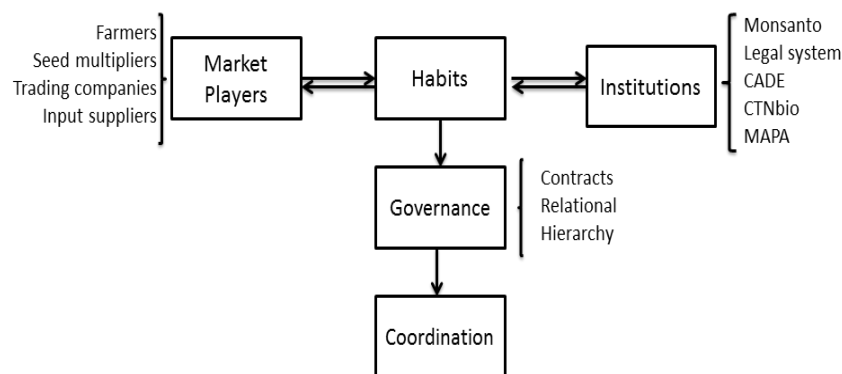 Farmers
Seed multipliers
Trading companies
Input suppliers
Market
Players
Habits
Institutions
Monsanto
Legal system
CADE
CTNbio
MAPA
Governance
Contracts
Relational
Hierarchy
Coordination